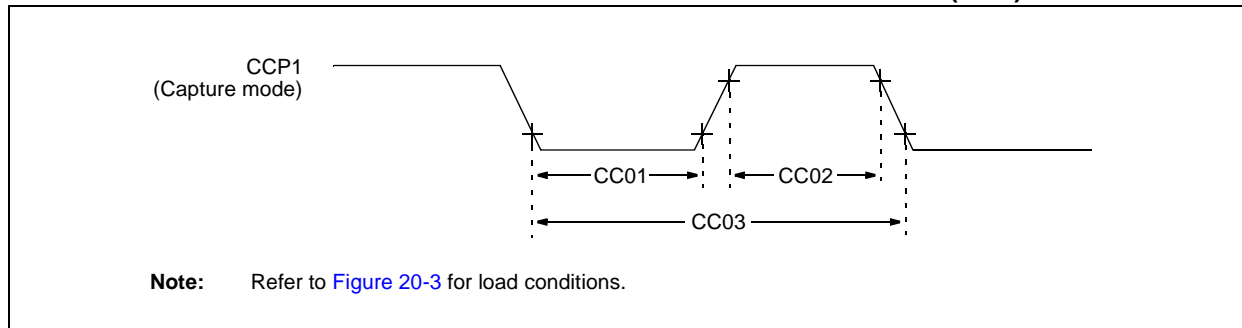 CCP1
(Capture mode)
CC01
CC02
CC03
Note: Refer to Figure 20-3 for load conditions.